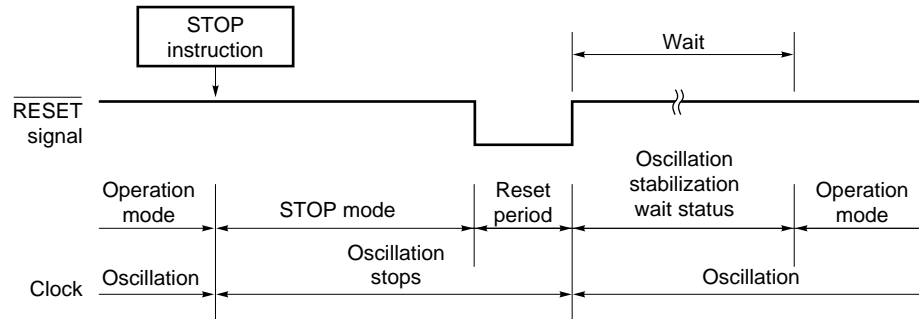 STOP
instruction
Wait
RESET
signal
Operation
mode
STOP mode
Reset
period
Oscillation
stabilization
wait status
Operation
mode
Clock
Oscillation
Oscillation
stops
Oscillation